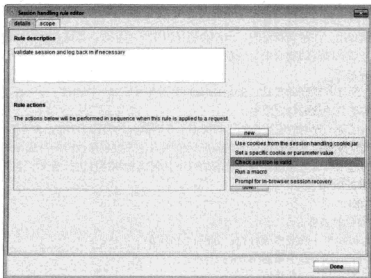 Session handling rule editor
details scope
Rule description
validate session and log back in if necessary
Rule actions
The actions below will be performed in sequence when this rule is applied to a request.
new
Use cookies from the session handling cookie jar
Set a specific cookie or parameter value
Check session is valid
Run a macro
Prompt for in-browser session recovery
down
Done